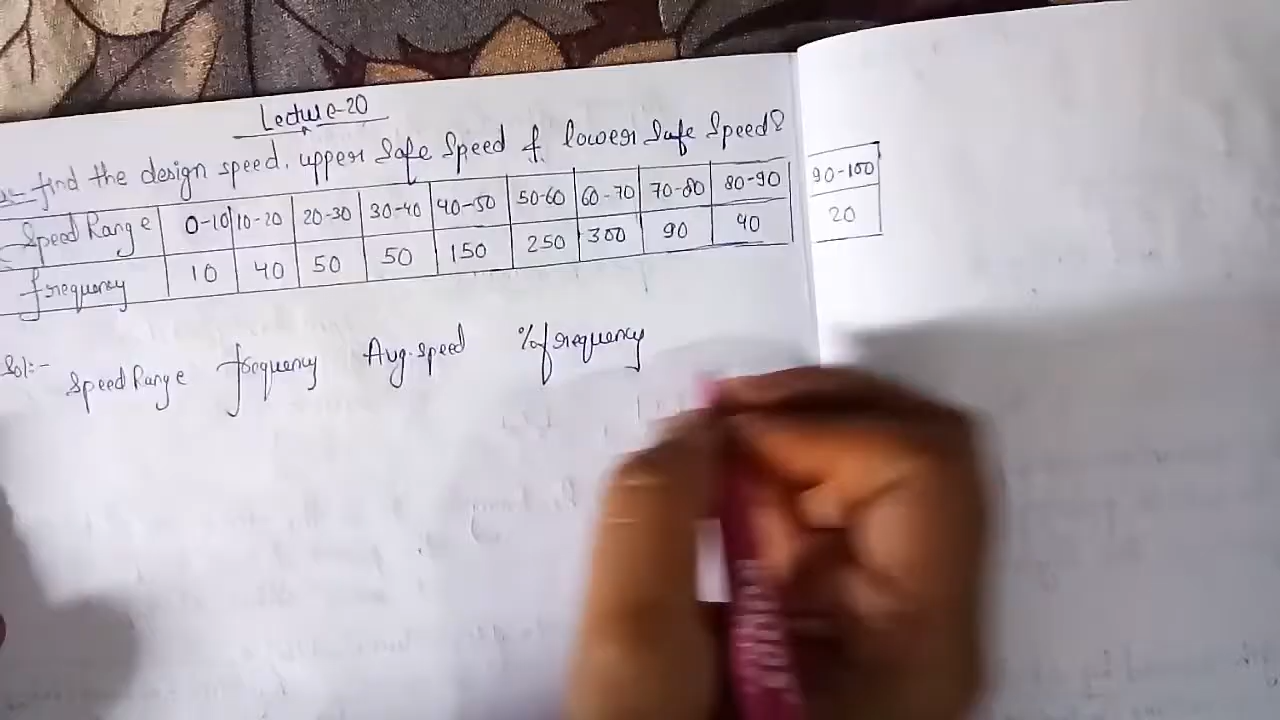 Lecture-20
find the design speed, upper Safe Speed & lower Safe Speed?
Speed Range 0-10 10-20 20-30 30-40 40-50 50-60 60-70 70-80 80-90 90-100
frequency 10 40 50 50 150 250 300 90 40 20
Sol:- Speed Range frequency Avg. speed % frequency